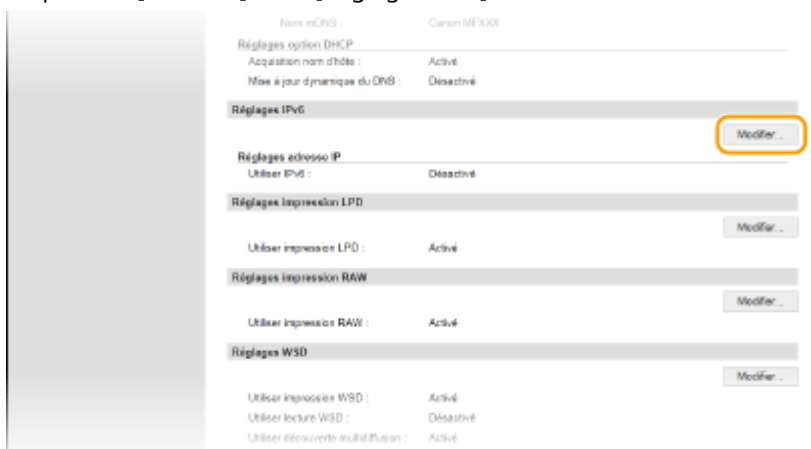 Nom mDNS : Canon MFXXX
Réglages option DHCP
Acquisition nom d'hôte : Activé
Mise à jour dynamique du DNS : Désactivé
Réglages IPv6
Modifier...
Réglages adresse IP
Utiliser IPv6 : Désactivé
Réglages impression LPD
Modifier...
Utiliser impression LPD : Activé
Réglages impression RAW
Modifier...
Utiliser impression RAW : Activé
Réglages WSD
Modifier...
Utiliser impression WSD : Activé
Utiliser lecture WSD : Désactivé
Utiliser découverte multidiffusion : Activé